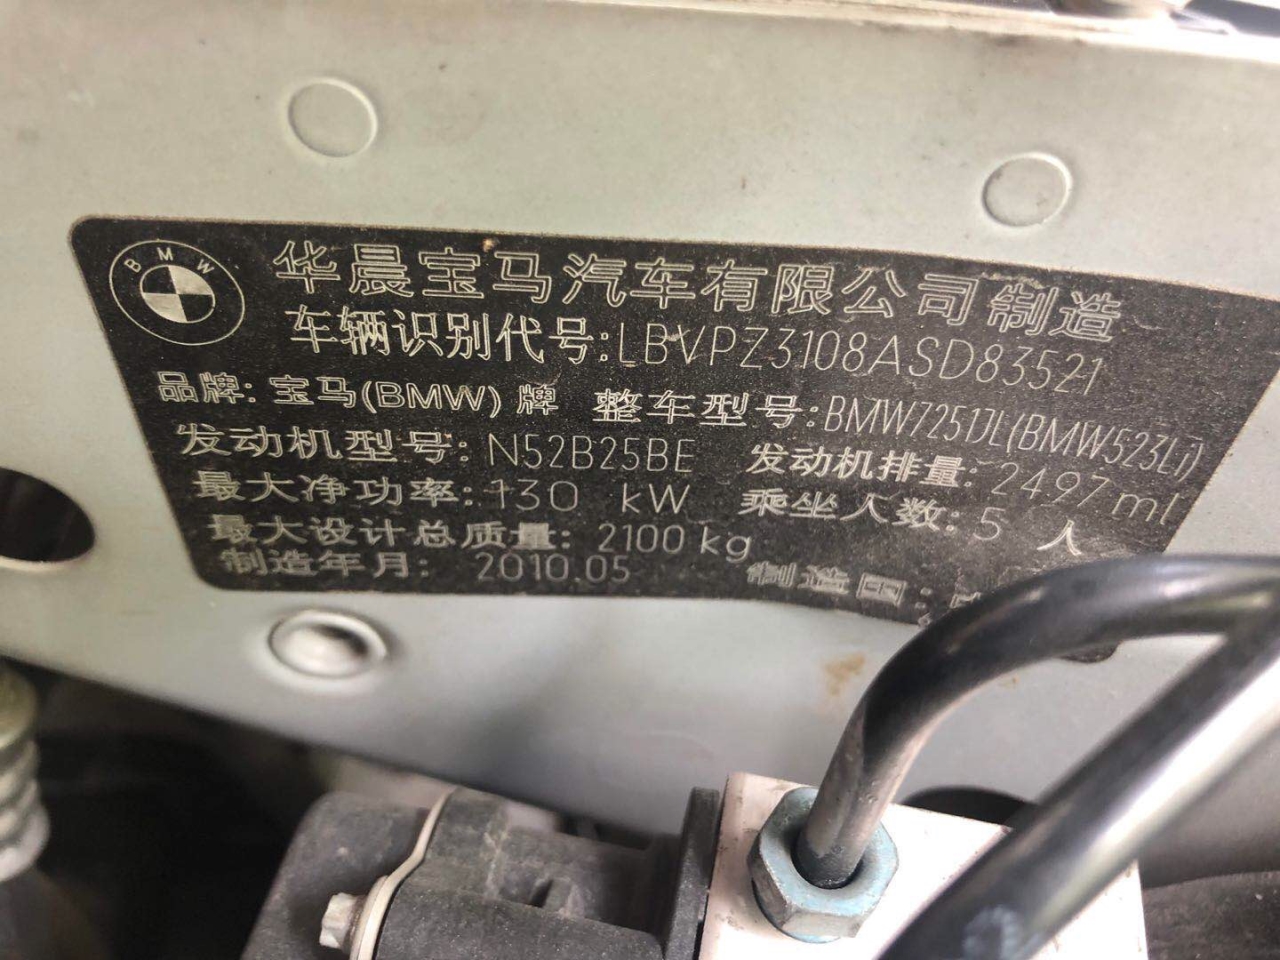 BMW
华晨宝马汽车有限公司制造
车辆识别代号:LBVPZ3108ASD83521
品牌:宝马(BMW)牌 整车型号:BMW7251JL(BMW523Li)
发动机型号:N52B25BE 发动机排量:2497ml
最大净功率:130 kW 乘坐人数:5 人
最大设计总质量:2100kg
制造年月:2010.05 制造国: